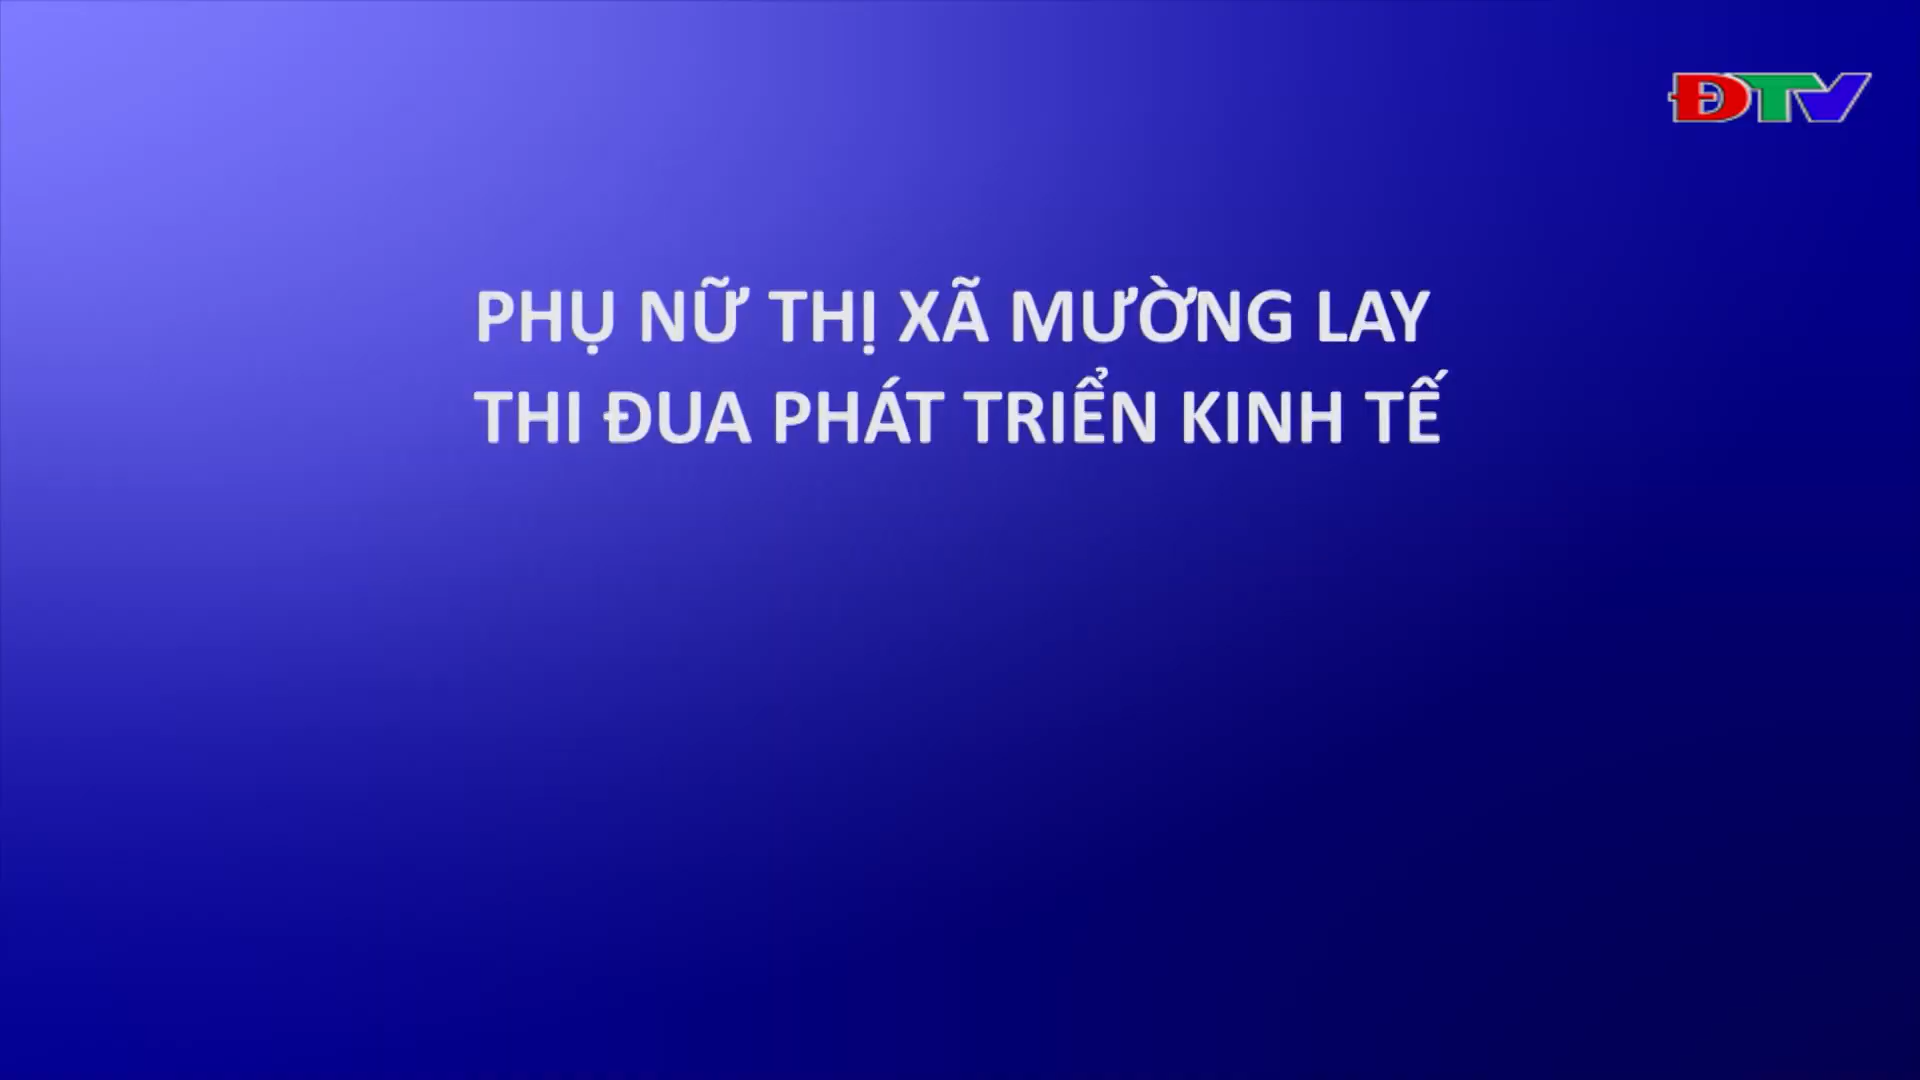 ĐTV
PHỤ NỮ THỊ XÃ MƯỜNG LAY
THI ĐUA PHÁT TRIỂN KINH TẾ